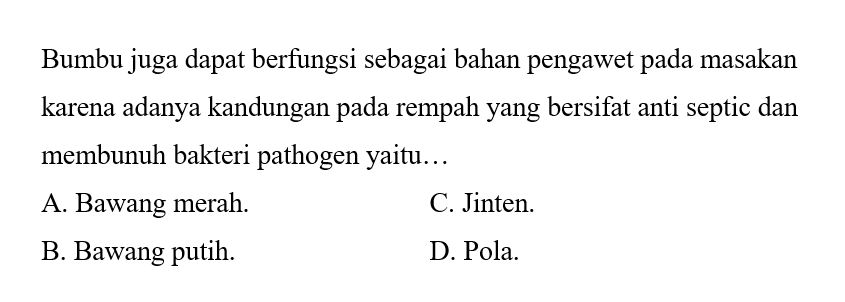 Bumbu juga dapat berfungsi sebagai bahan pengawet pada masakan
karena adanya kandungan pada rempah yang bersifat anti septic dan
membunuh bakteri pathogen yaitu…
A. Bawang merah. C. Jinten.
B. Bawang putih. D. Pola.